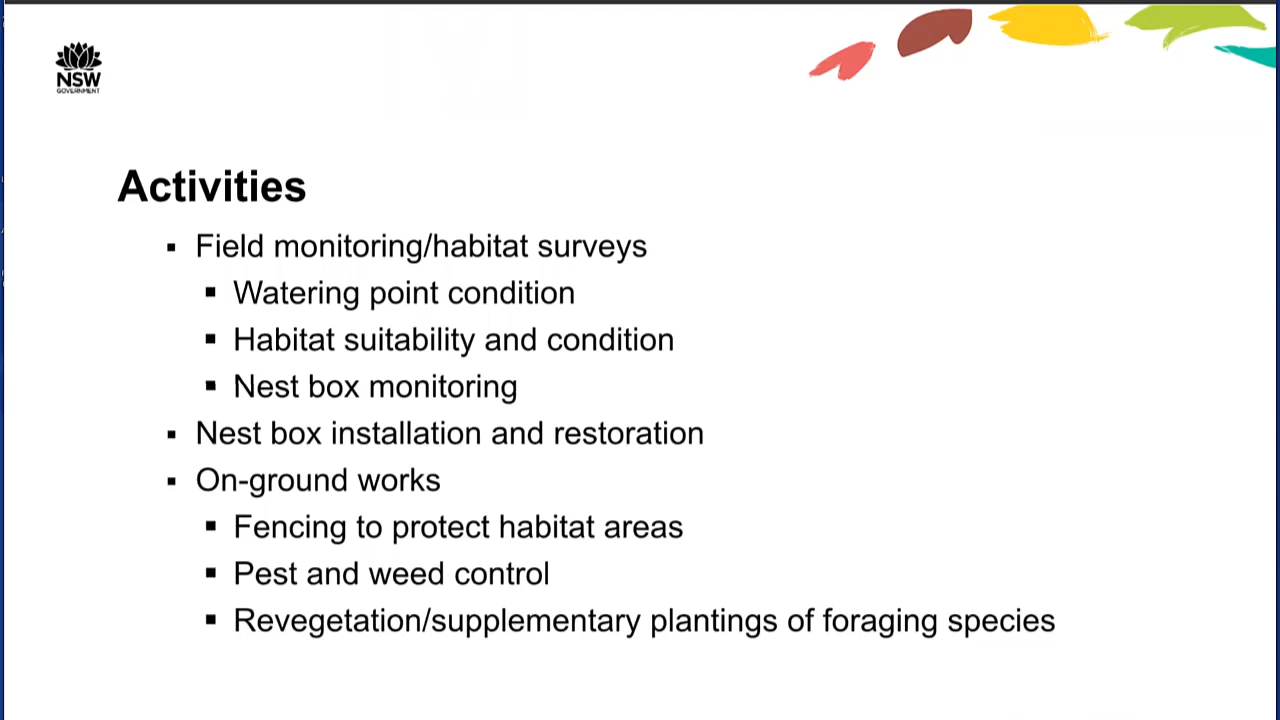 NSW
GOVERNMENT
Activities
Field monitoring/habitat surveys
Watering point condition
Habitat suitability and condition
Nest box monitoring
Nest box installation and restoration
On-ground works
Fencing to protect habitat areas
Pest and weed control
Revegetation/supplementary plantings of foraging species